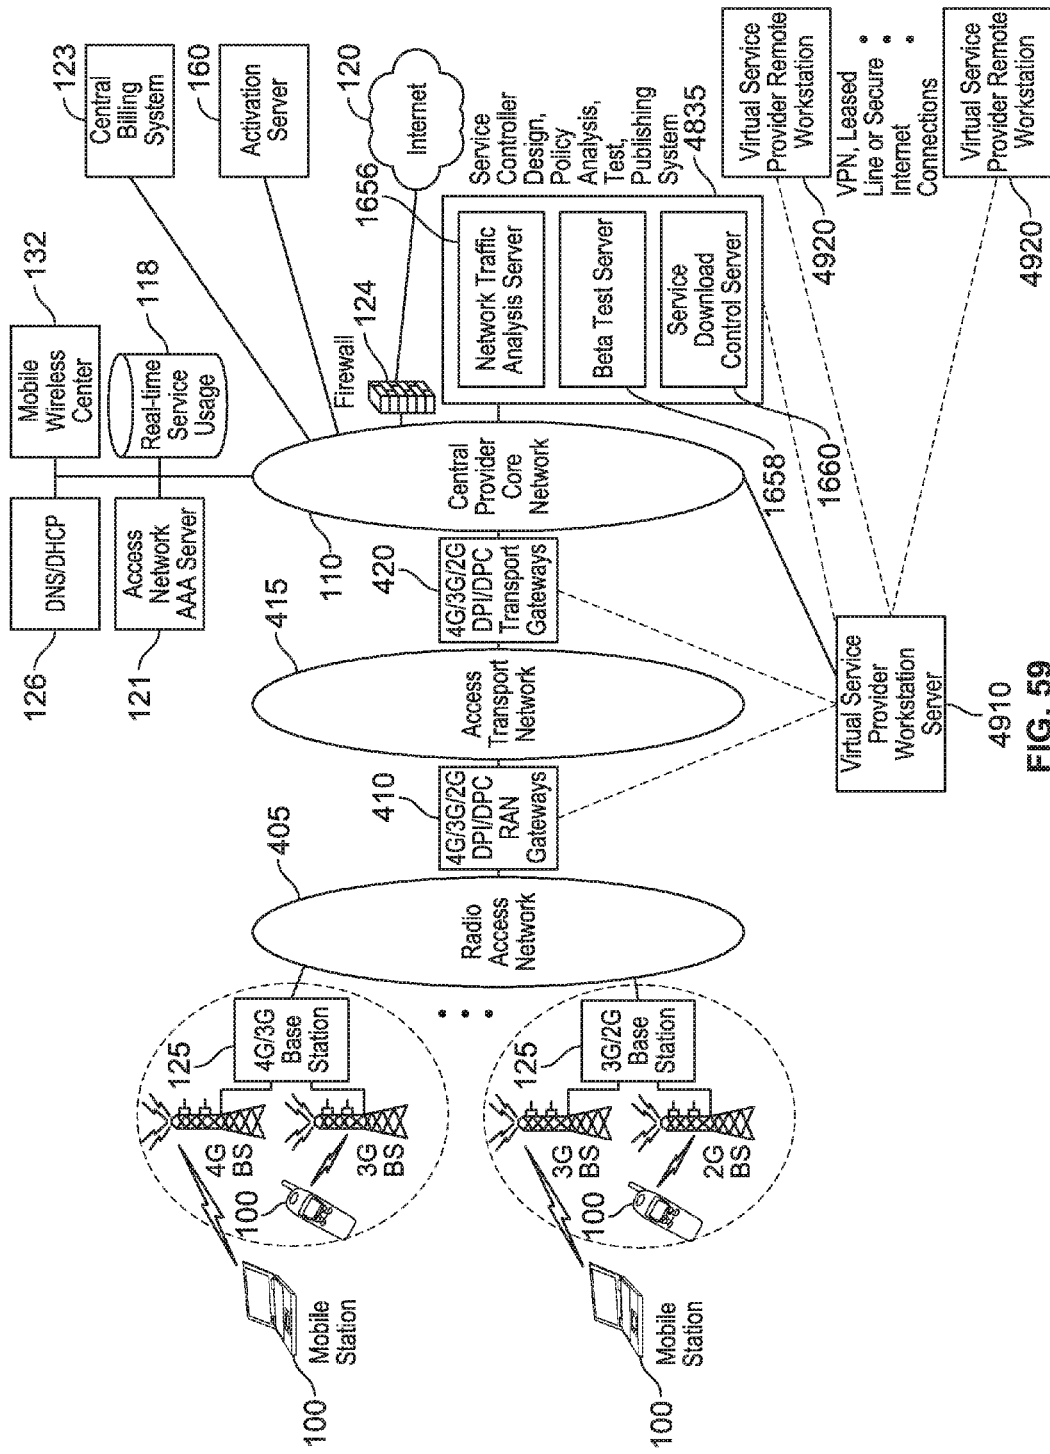 126
DNS/DHCP
Mobile
Wireless
Center
132
121
Access
Network
AAA Server
Real-time
Service
Usage
118
Central
Billing
System
123
Activation
Server
160
Firewall
124
Internet
120
100
Mobile
Station
100
4G
BS
3G
BS
125
4G/3G
Base
Station
405
Radio
Access
Network
410
4G/3G/2G
DPI/DPC
RAN
Gateways
415
Access
Transport
Network
420
4G/3G/2G
DPI/DPC
Transport
Gateways
110
Central
Provider
Core
Network
1656
Network Traffic
Analysis Server
Beta Test Server
Service
Download
Control Server
1658
1660
Service
Controller
Design,
Policy
Analysis,
Test,
Publishing
System
4835
100
Mobile
Station
100
3G
BS
2G
BS
125
3G/2G
Base
Station
Virtual Service
Provider
Workstation
Server
4910
4920
Virtual Service
Provider Remote
Workstation
VPN, Leased
Line or Secure
Internet
Connections
4920
Virtual Service
Provider Remote
Workstation
FIG. 59